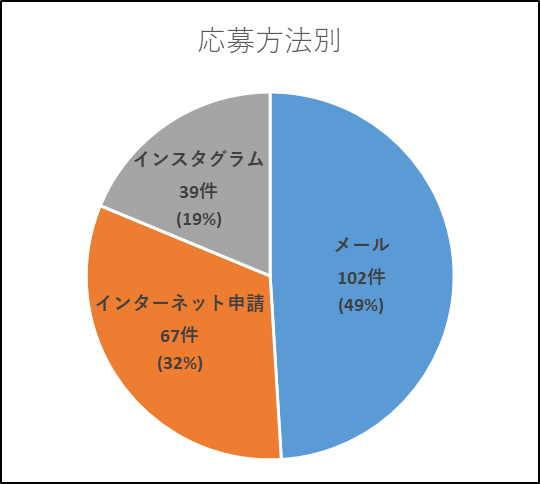 応募方法別
インスタグラム
39件
(19%)
メール
102件
(49%)
インターネット申請
67件
(32%)